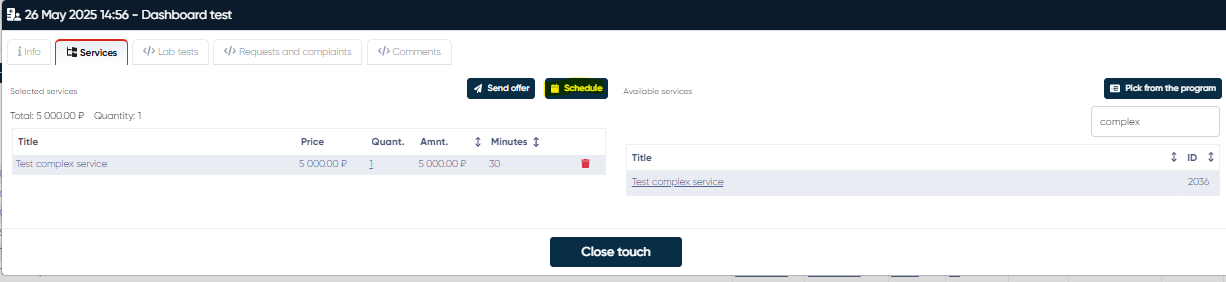 26 May 2025 14:56 - Dashboard test
Info
Services
Lab tests
Requests and complaints
Comments
Selected services
Send offer
Schedule
Total: 5 000.00 ₽ Quantity: 1
Title Price Quant. Amnt. Minutes
Test complex service 5 000.00 ₽ 1 5 000.00 ₽ 30
Available services
Pick from the program
complex
Title ID
Test complex service 2036
Close touch